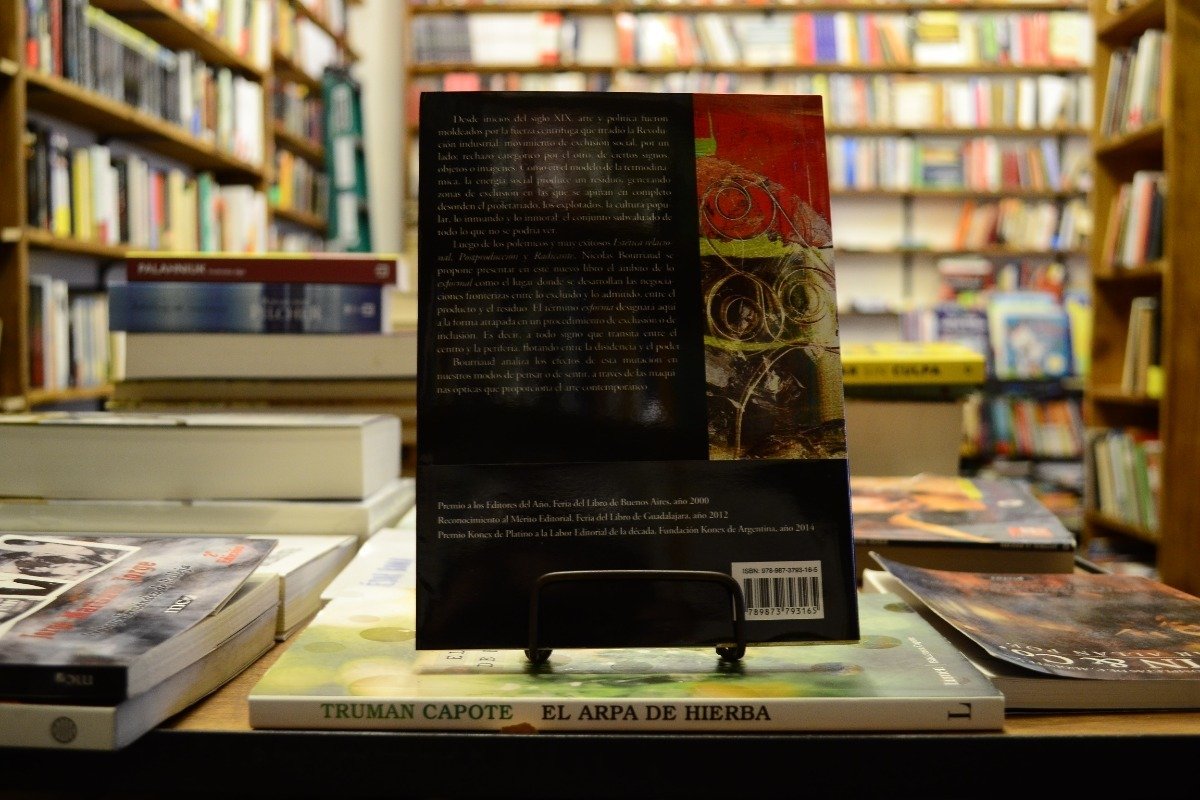 Desde inicios del siglo XIX, arte y política fueron
moldeados por la fuerza centrífuga que irradió la Revolu-
ción industrial: movimiento de exclusión social, por un
lado; rechazo categórico por el otro, de ciertos signos,
objetos o imágenes. Como en el modelo de la termodiná-
mica, la energía social produce un residuo, generando
zonas de exclusión en las que se apiñan en completo
desorden el proletariado, los explotados, la cultura popu-
lar, lo inmundo y lo inmoral: el conjunto subvaluado de
todo lo que no se podría ver.
Luego de los polémicos y muy exitosos Estética relacio-
nal, Postproducción y Radicante, Nicolas Bourriaud se
propone presentar en este nuevo libro el ámbito de lo
exformal como el lugar donde se desarrollan las negocia-
ciones fronterizas entre lo excluido y lo admitido, entre el
producto y el residuo. El término exforma designará aquí
a la forma atrapada en un procedimiento de exclusión o de
inclusión. Es decir, a todo signo que transita entre el
centro y la periferia, flotando entre la disidencia y el poder.
Bourriaud analiza los efectos de esta mutación en
nuestros modos de pensar o de sentir, a través de las máqui-
nas ópticas que proporciona el arte contemporáneo.
Premio a los Editores del Año, Feria del Libro de Buenos Aires, año 2000
Reconocimiento al Mérito Editorial, Feria del Libro de Guadalajara, año 2012
Premio Konex de Platino a la Labor Editorial de la década, Fundación Konex de Argentina, año 2014
ISBN: 978-987-3793-16-5
789873793165
PALAHNIUK
CULPA
TRUMAN CAPOTE EL ARPA DE HIERBA L